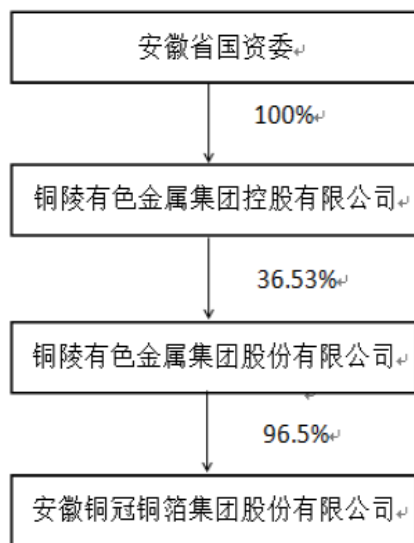 安徽省国资委
100%
铜陵有色金属集团控股有限公司
36.53%
铜陵有色金属集团股份有限公司
96.5%
安徽铜冠铜箔集团股份有限公司